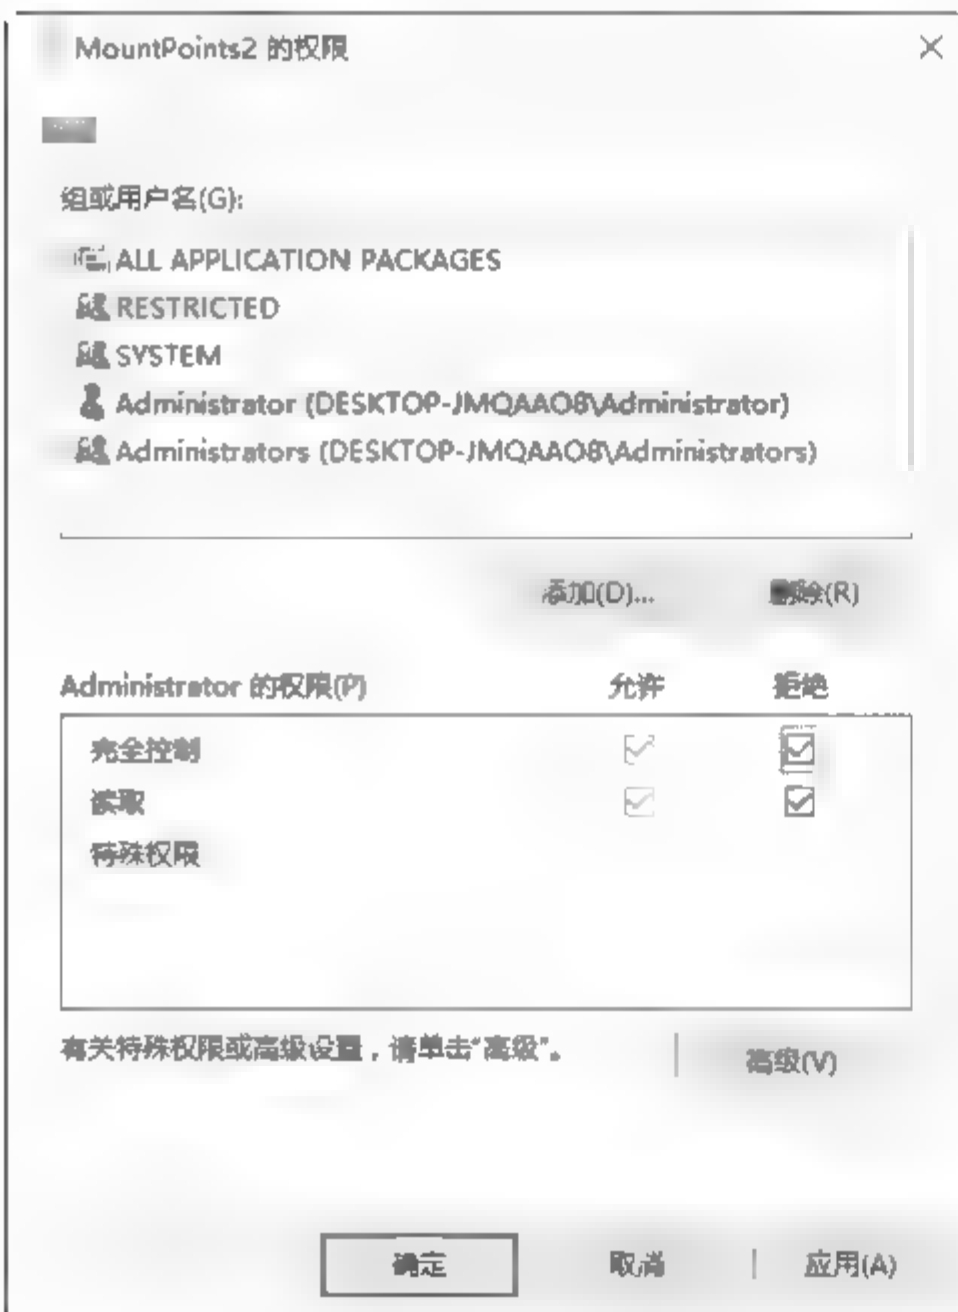 MountPoints2 的权限
组或用户名(G):
ALL APPLICATION PACKAGES
RESTRICTED
SYSTEM
Administrator (DESKTOP-JMQAAO8\Administrator)
Administrators (DESKTOP-JMQAAO8\Administrators)
添加(D)... 删除(R)
Administrator 的权限(P) 允许 拒绝
完全控制
读取
特殊权限
有关特殊权限或高级设置，请单击“高级”。 高级(V)
确定 取消 应用(A)